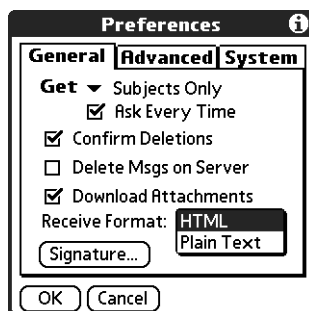 Preferences
General Advanced System
Get Subjects Only
Ask Every Time
Confirm Deletions
Delete Msgs on Server
Download Attachments
Receive Format: HTML
Plain Text
Signature...
OK Cancel